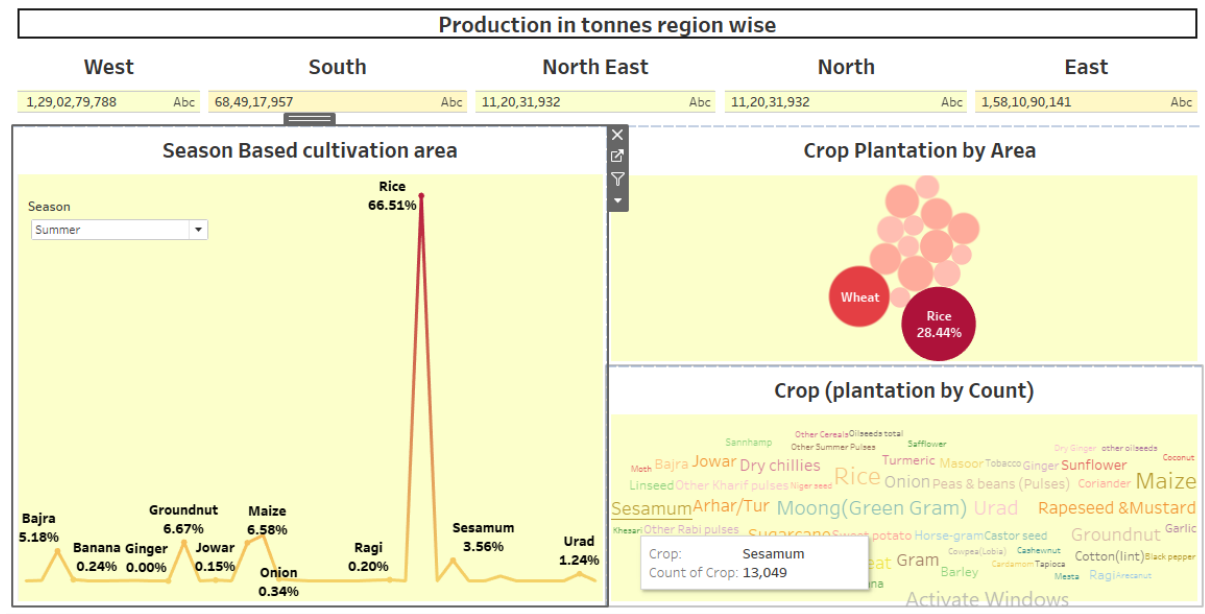 Production in tonnes region wise
West South North East North East
1,29,02,79,788 Abc 68,49,17,957 Abc 11,20,31,932 Abc 11,20,31,932 Abc 1,58,10,90,141 Abc
Season Based cultivation area
Season
Summer
Rice
66.51%
Bajra
5.18%
Banana
0.24%
Ginger
0.00%
Groundnut
6.67%
Jowar
0.15%
Maize
6.58%
Onion
0.34%
Ragi
0.20%
Sesamum
3.56%
Urad
1.24%
Crop Plantation by Area
Wheat
Rice
28.44%
Crop (plantation by Count)
Other Cereals Oilseeds total
Sannhamp Other Summer Pulses Safflower Dry Ginger other oilseeds
Moth Bajra Jowar Dry chillies Rice Turmeric Masoor Tobacco Ginger Sunflower Coconut
Linseed Other Kharif pulses Niger seed Onion Peas & beans (Pulses) Coriander Maize
Sesamum Arhar/Tur Moong(Green Gram) Urad Rapeseed &Mustard
Khesari Other Rabi pulses Sugarcane Sweet potato Horse-gram Castor seed Groundnut Garlic
Gram Cowpea(Lobia) Cashewnut Cotton(lint) Black pepper
Barley Cardamom Tapioca Mesta Ragi Arecanut
Crop: Sesamum
Count of Crop: 13,049
Activate Windows